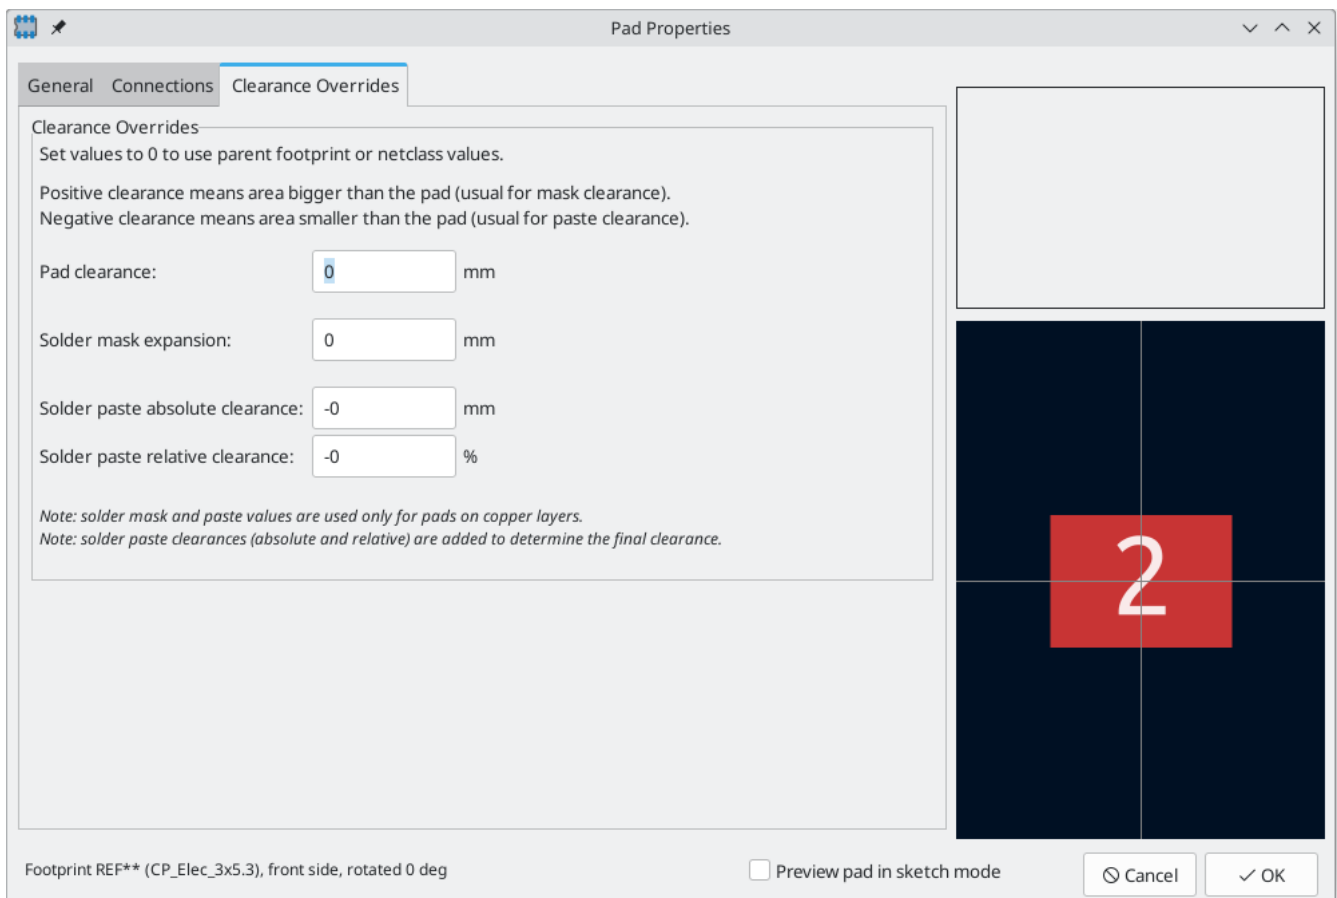 Pad Properties
General Connections Clearance Overrides
Clearance Overrides
Set values to 0 to use parent footprint or netclass values.
Positive clearance means area bigger than the pad (usual for mask clearance).
Negative clearance means area smaller than the pad (usual for paste clearance).
Pad clearance: 0 mm
Solder mask expansion: 0 mm
Solder paste absolute clearance: -0 mm
Solder paste relative clearance: -0 %
Note: solder mask and paste values are used only for pads on copper layers.
Note: solder paste clearances (absolute and relative) are added to determine the final clearance.
2
Footprint REF** (CP_Elec_3x5.3), front side, rotated 0 deg
Preview pad in sketch mode
Cancel
OK